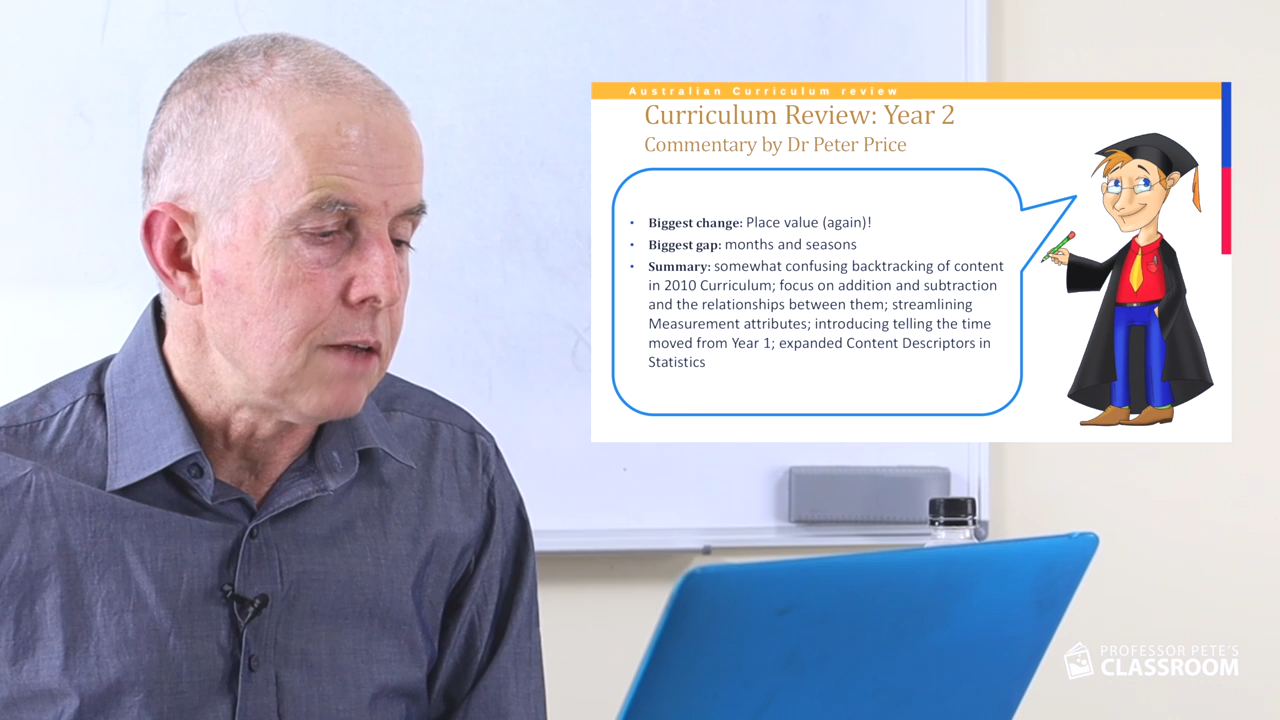 Australian Curriculum review
Curriculum Review: Year 2
Commentary by Dr Peter Price
• Biggest change: Place value (again)!
• Biggest gap: months and seasons
• Summary: somewhat confusing backtracking of content
in 2010 Curriculum; focus on addition and subtraction
and the relationships between them; streamlining
Measurement attributes; introducing telling the time
moved from Year 1; expanded Content Descriptors in
Statistics
PROFESSOR PETE'S
CLASSROOM